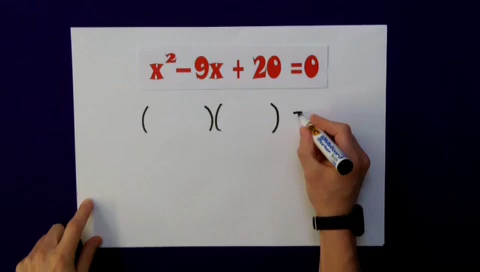 x²-9x + 20 =0
(     )(     ) -